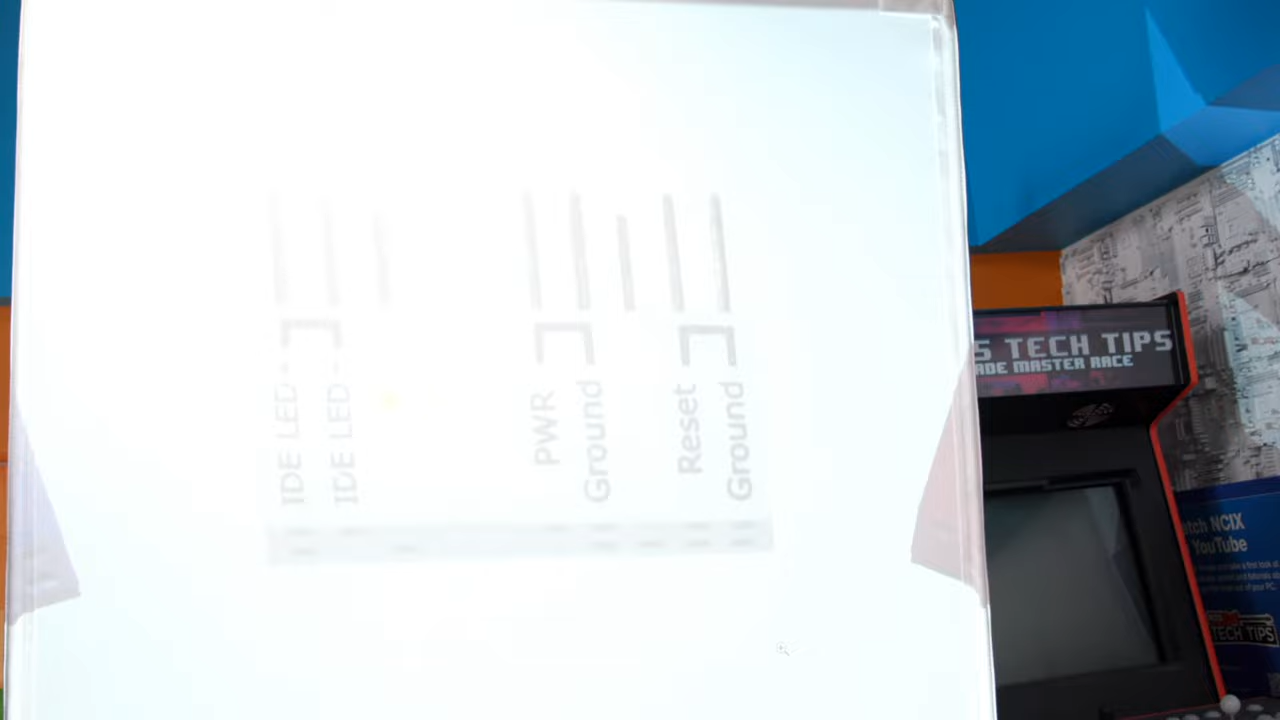 IDE LED+
IDE LED-
PWR
Ground
Reset
Ground
S TECH TIPS
ADE MASTER RACE
tch NCIX
YouTube
TECH TIPS